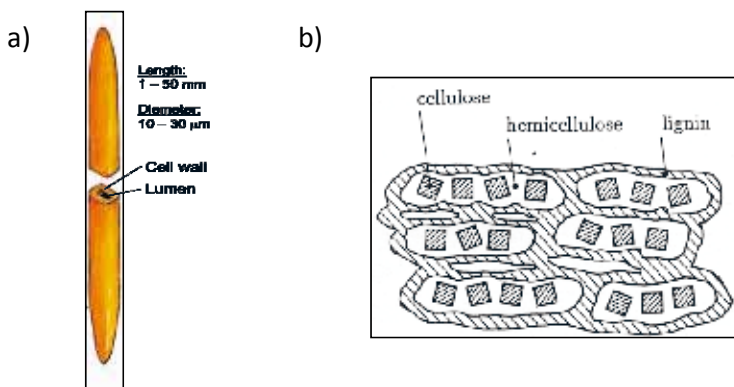 a)
Length:
1 – 50 mm
Diameter:
10 – 30 μm
Cell wall
Lumen
b)
cellulose
hemicellulose
lignin